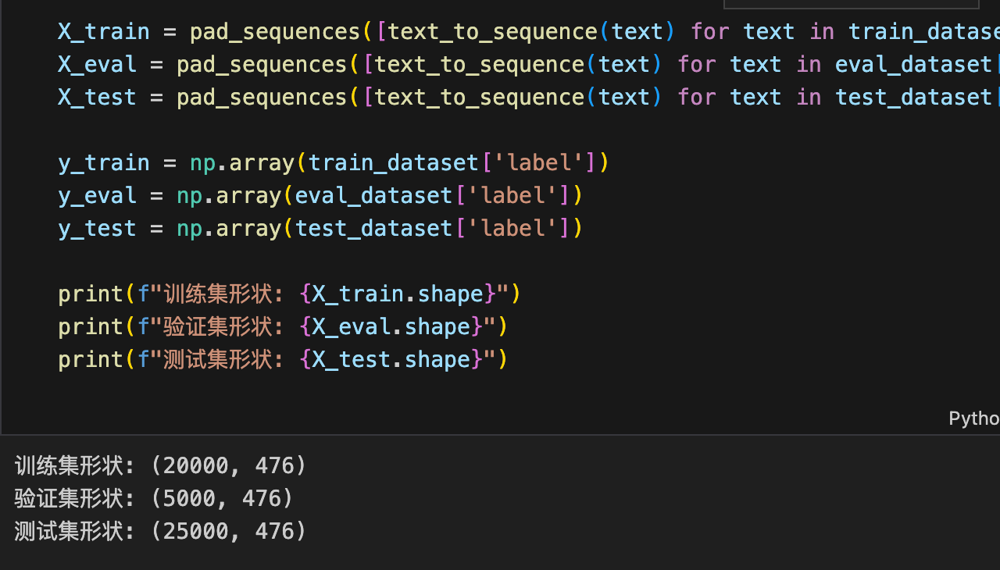 X_train = pad_sequences([text_to_sequence(text) for text in
X_eval = pad_sequences([text_to_sequence(text) for text in eval_dataset[
X_test = pad_sequences([text_to_sequence(text) for text in test_dataset[
y_train = np.array(train_dataset['label'])
y_eval = np.array(eval_dataset['label'])
y_test = np.array(test_dataset['label'])
print(f"训练集形状: {X_train.shape}")
print(f"验证集形状: {X_eval.shape}")
print(f"测试集形状: {X_test.shape}")
训练集形状: (20000, 476)
验证集形状: (5000, 476)
测试集形状: (25000, 476)